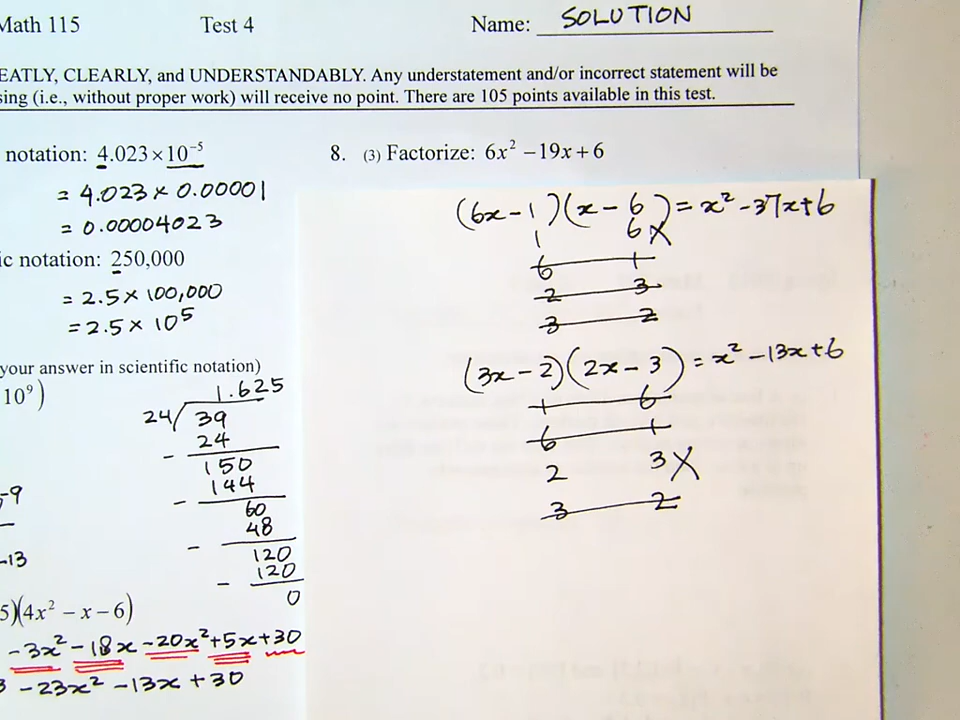 Math 115 Test 4 Name: SOLUTION
EATLY, CLEARLY, and UNDERSTANDABLY. Any understatement and/or incorrect statement will be
sing (i.e., without proper work) will receive no point. There are 105 points available in this test.
notation: 4.023 × 10⁻⁵
= 4.023 × 0.00001
= 0.00004023
ic notation: 250,000
= 2.5 × 100,000
= 2.5 × 10⁵
your answer in scientific notation)
10⁹)
1.625
24 39
24
- 150
144
- 60
48
- 120
120
- 0
-9
-13
5)(4x² − x − 6)
-3x² - 18x - 20x² + 5x + 30
3 - 23x² - 13x + 30
8. (3) Factorize: 6x² − 19x + 6
(6x - 1)(x - 6) = x² - 37x + 6
1 6 X
6 1
2 3
3 2
(3x - 2)(2x - 3) = x² - 13x + 6
1 6
6 1
2 3 X
3 2